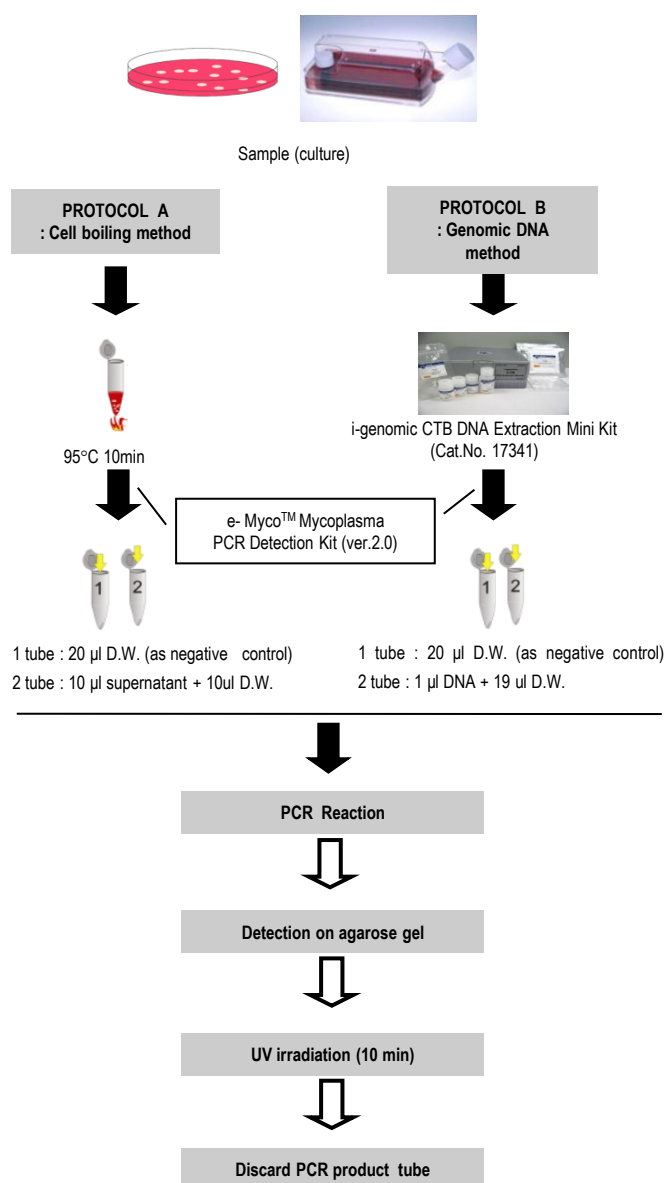 Sample (culture)
PROTOCOL A
: Cell boiling method
PROTOCOL B
: Genomic DNA
method
95°C 10min
i-genomic CTB DNA Extraction Mini Kit
(Cat.No. 17341)
e- Myco™ Mycoplasma
PCR Detection Kit (ver.2.0)
1
2
1
2
1 tube : 20 µl D.W. (as negative control)
2 tube : 10 µl supernatant + 10ul D.W.
1 tube : 20 µl D.W. (as negative control)
2 tube : 1 µl DNA + 19 ul D.W.
PCR Reaction
Detection on agarose gel
UV irradiation (10 min)
Discard PCR product tube